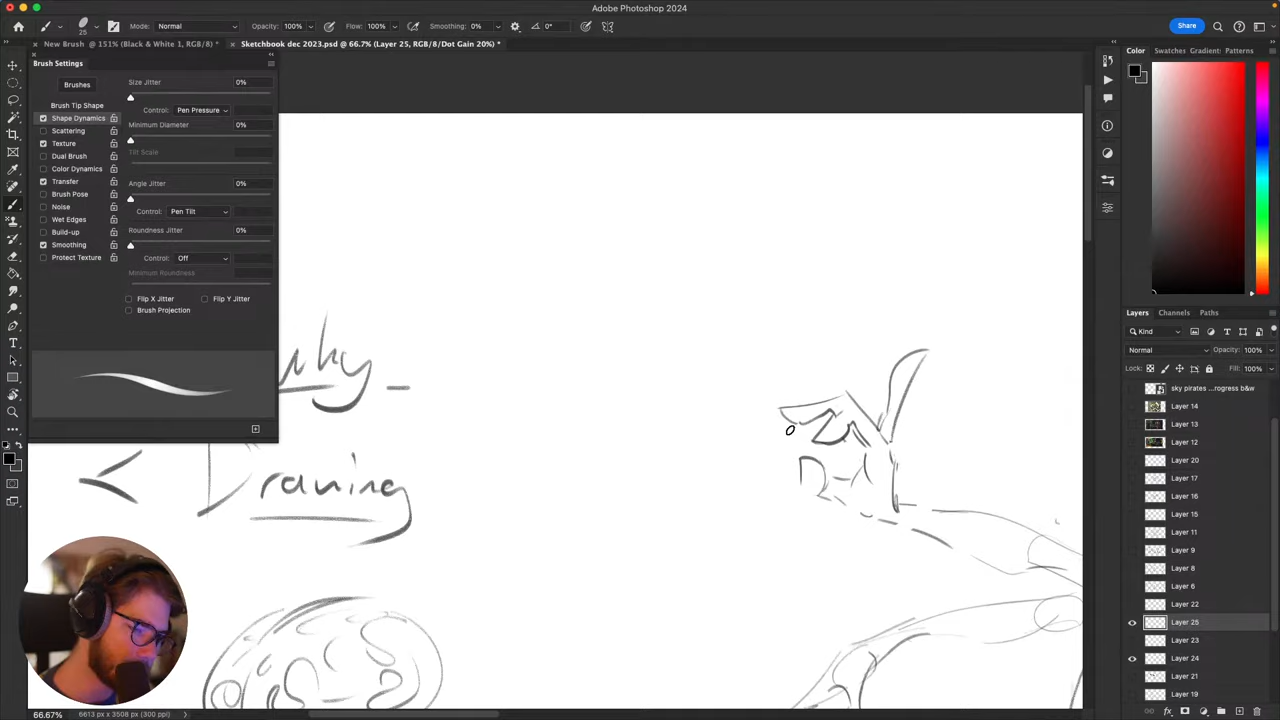 Adobe Photoshop 2024
Mode: Normal Opacity: 100% Flow: 100% Smoothing: 0% 0° Share
25
New Brush @ 151% (Black & White 1, RGB/8) * Sketchbook dec 2023.psd @ 66.7% (Layer 25, RGB/8/Dot Gain 20%) *
Brush Settings
Brushes
Brush Tip Shape
Shape Dynamics
Scattering
Texture
Dual Brush
Color Dynamics
Transfer
Brush Pose
Noise
Wet Edges
Build-up
Smoothing
Protect Texture
Size Jitter 0%
Control: Pen Pressure
Minimum Diameter 0%
Tilt Scale
Angle Jitter 0%
Control: Pen Tilt
Roundness Jitter 0%
Control: Off
Minimum Roundness
Flip X Jitter Flip Y Jitter
Brush Projection
< Drawing
Color Swatches Gradient: Patterns
Layers Channels Paths
Kind
Normal Opacity: 100%
Lock: Fill: 100%
sky pirates ...rogress b&w
Layer 14
Layer 13
Layer 12
Layer 20
Layer 17
Layer 16
Layer 15
Layer 11
Layer 9
Layer 8
Layer 6
Layer 22
Layer 25
Layer 23
Layer 24
Layer 21
Layer 19
66.67% 6613 px x 3508 px (300 ppi)